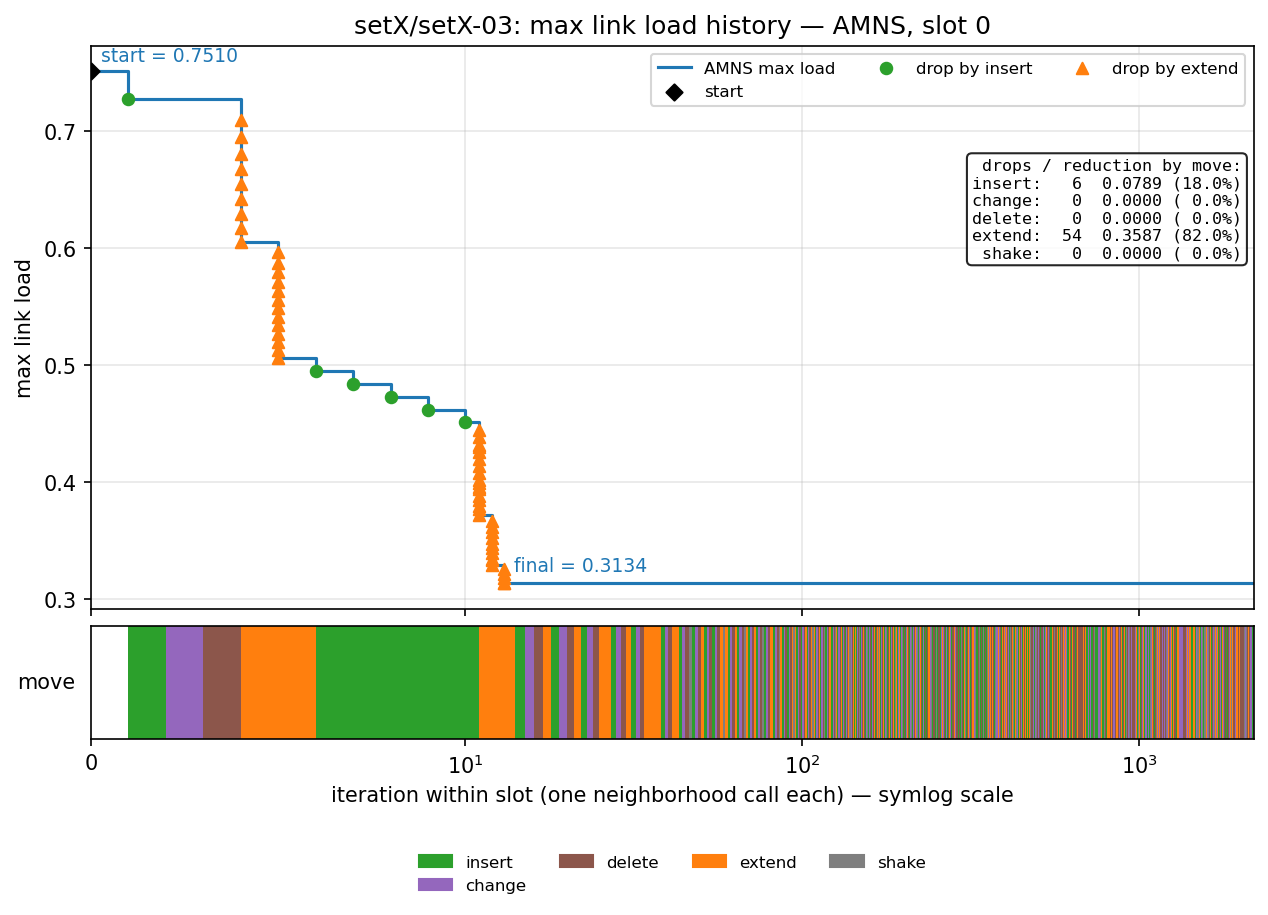 setX/setX-03: max link load history — AMNS, slot 0
start = 0.7510
AMNS max load
drop by insert
drop by extend
start
drops / reduction by move:
insert:   6  0.0789 (18.0%)
change:   0  0.0000 ( 0.0%)
delete:   0  0.0000 ( 0.0%)
extend:  54  0.3587 (82.0%)
shake:   0  0.0000 ( 0.0%)
max link load
0.7
0.6
0.5
0.4
0.3
final = 0.3134
move
0
10¹
10²
10³
iteration within slot (one neighborhood call each) — symlog scale
insert
delete
extend
shake
change